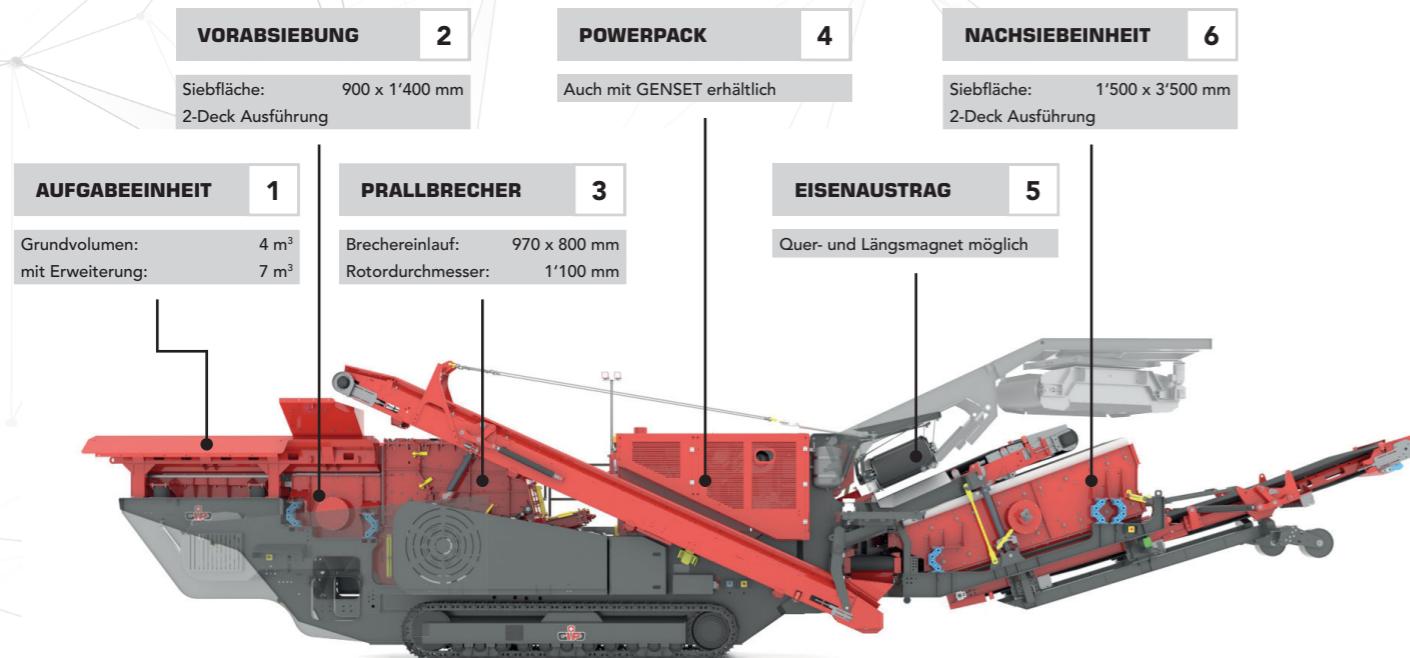 VORABSIEBUNG 2
Siebfläche: 900 x 1'400 mm
2-Deck Ausführung
POWERPACK 4
Auch mit GENSET erhältlich
NACHSIEBEINHEIT 6
Siebfläche: 1'500 x 3'500 mm
2-Deck Ausführung
AUFGABEEINHEIT 1
Grundvolumen: 4 m³
mit Erweiterung: 7 m³
PRALLBRECHER 3
Brechereinlauf: 970 x 800 mm
Rotordurchmesser: 1'100 mm
EISENAUSTRAG 5
Quer- und Längsmagnet möglich